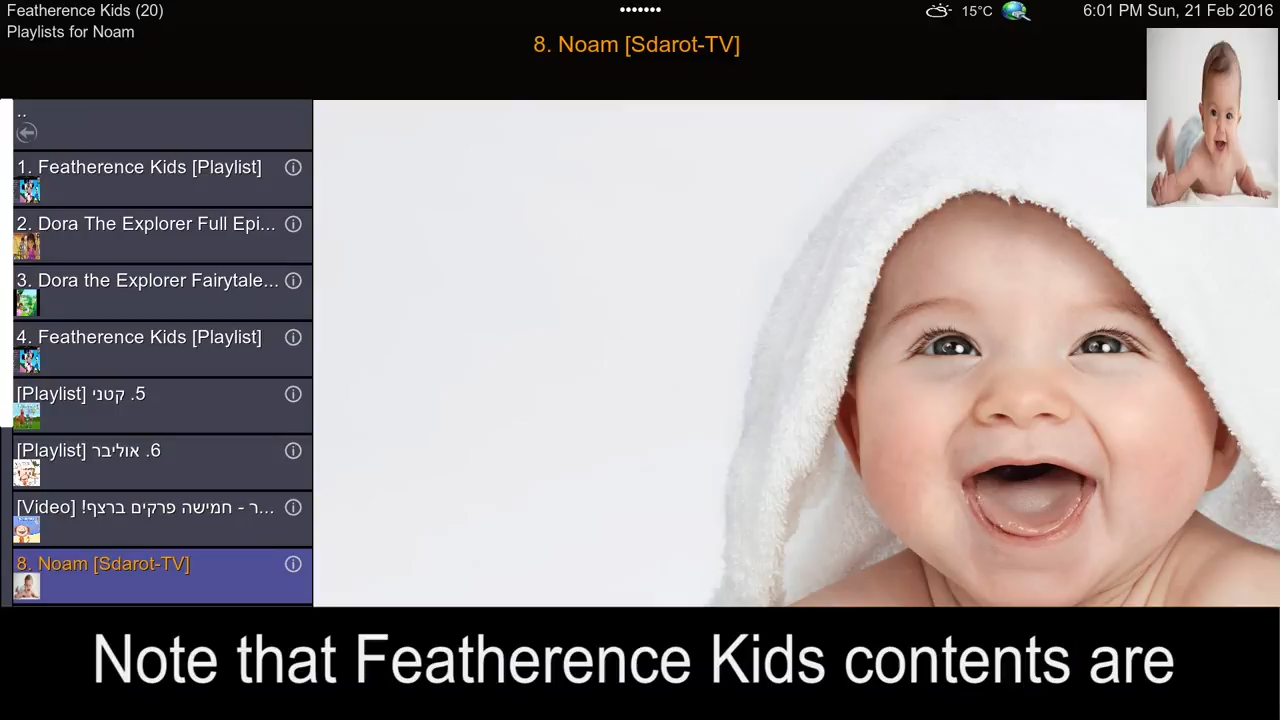 Featherence Kids (20)
Playlists for Noam
15°C
6:01 PM Sun, 21 Feb 2016
8. Noam [Sdarot-TV]
..
1. Featherence Kids [Playlist]
2. Dora The Explorer Full Epi...
3. Dora the Explorer Fairytale...
4. Featherence Kids [Playlist]
5. קטני [Playlist]
6. אוליבר [Playlist]
ר - חמישה פרקים ברצף! [Video]...
8. Noam [Sdarot-TV]
Note that Featherence Kids contents are